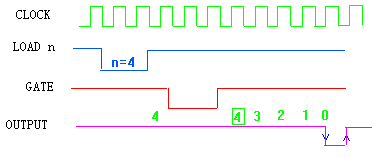 CLOCK
LOAD n
n=4
GATE
4 4 3 2 1 0
OUTPUT